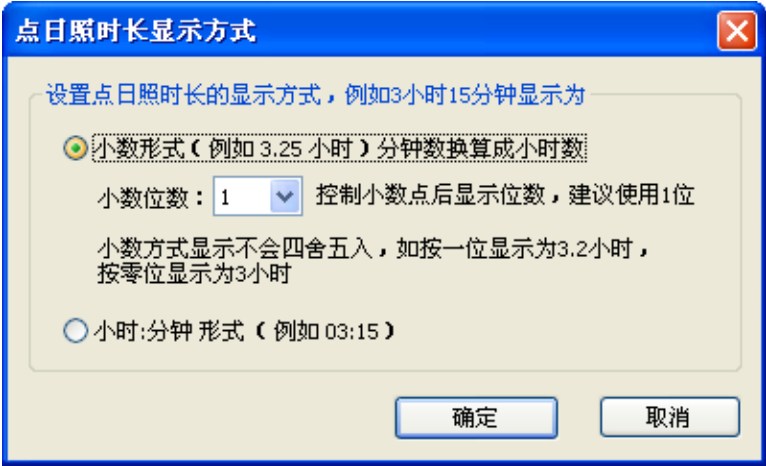 点日照时长显示方式
设置点日照时长的显示方式，例如3小时15分钟显示为
小数形式（例如 3.25 小时）分钟数换算成小时数
小数位数：1 控制小数点后显示位数，建议使用1位
小数方式显示不会四舍五入，如按一位显示为3.2小时，
按零位显示为3小时
小时:分钟 形式（例如 03:15）
确定 取消